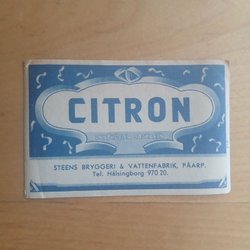 CITRON
STEENS BRYGGERI & VATTENFABRIK, PÅARP.
Tel. Hälsingborg 970 20.